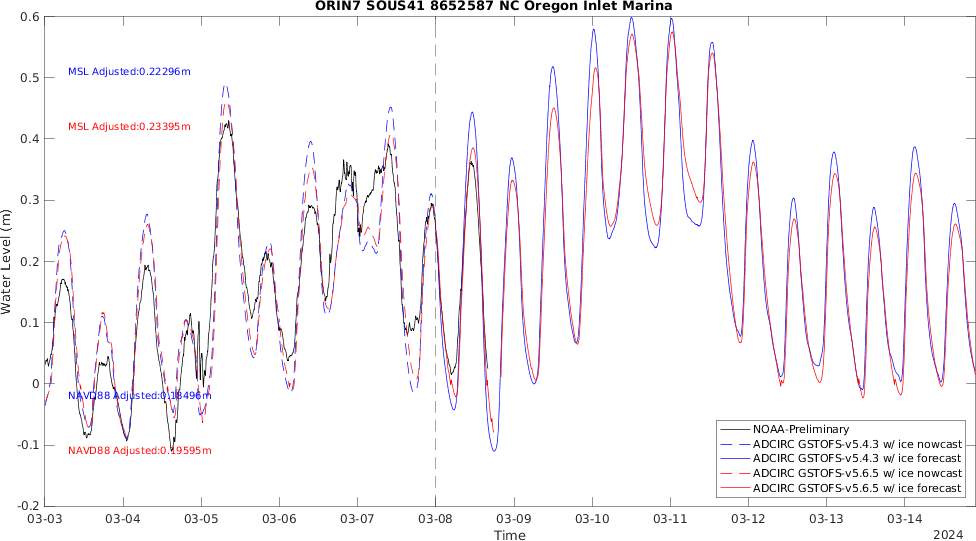 ORIN7 SOUS41 8652587 NC Oregon Inlet Marina
0.6
0.5
0.4
0.3
0.2
0.1
0
-0.1
-0.2
Water Level (m)
MSL Adjusted:0.22296m
MSL Adjusted:0.23395m
NAVD88 Adjusted:0.18496m
NAVD88 Adjusted:0.19595m
NOAA-Preliminary
ADCIRC GSTOFS-v5.4.3 w/ ice nowcast
ADCIRC GSTOFS-v5.4.3 w/ ice forecast
ADCIRC GSTOFS-v5.6.5 w/ ice nowcast
ADCIRC GSTOFS-v5.6.5 w/ ice forecast
03-03 03-04 03-05 03-06 03-07 03-08 03-09 03-10 03-11 03-12 03-13 03-14
Time
2024